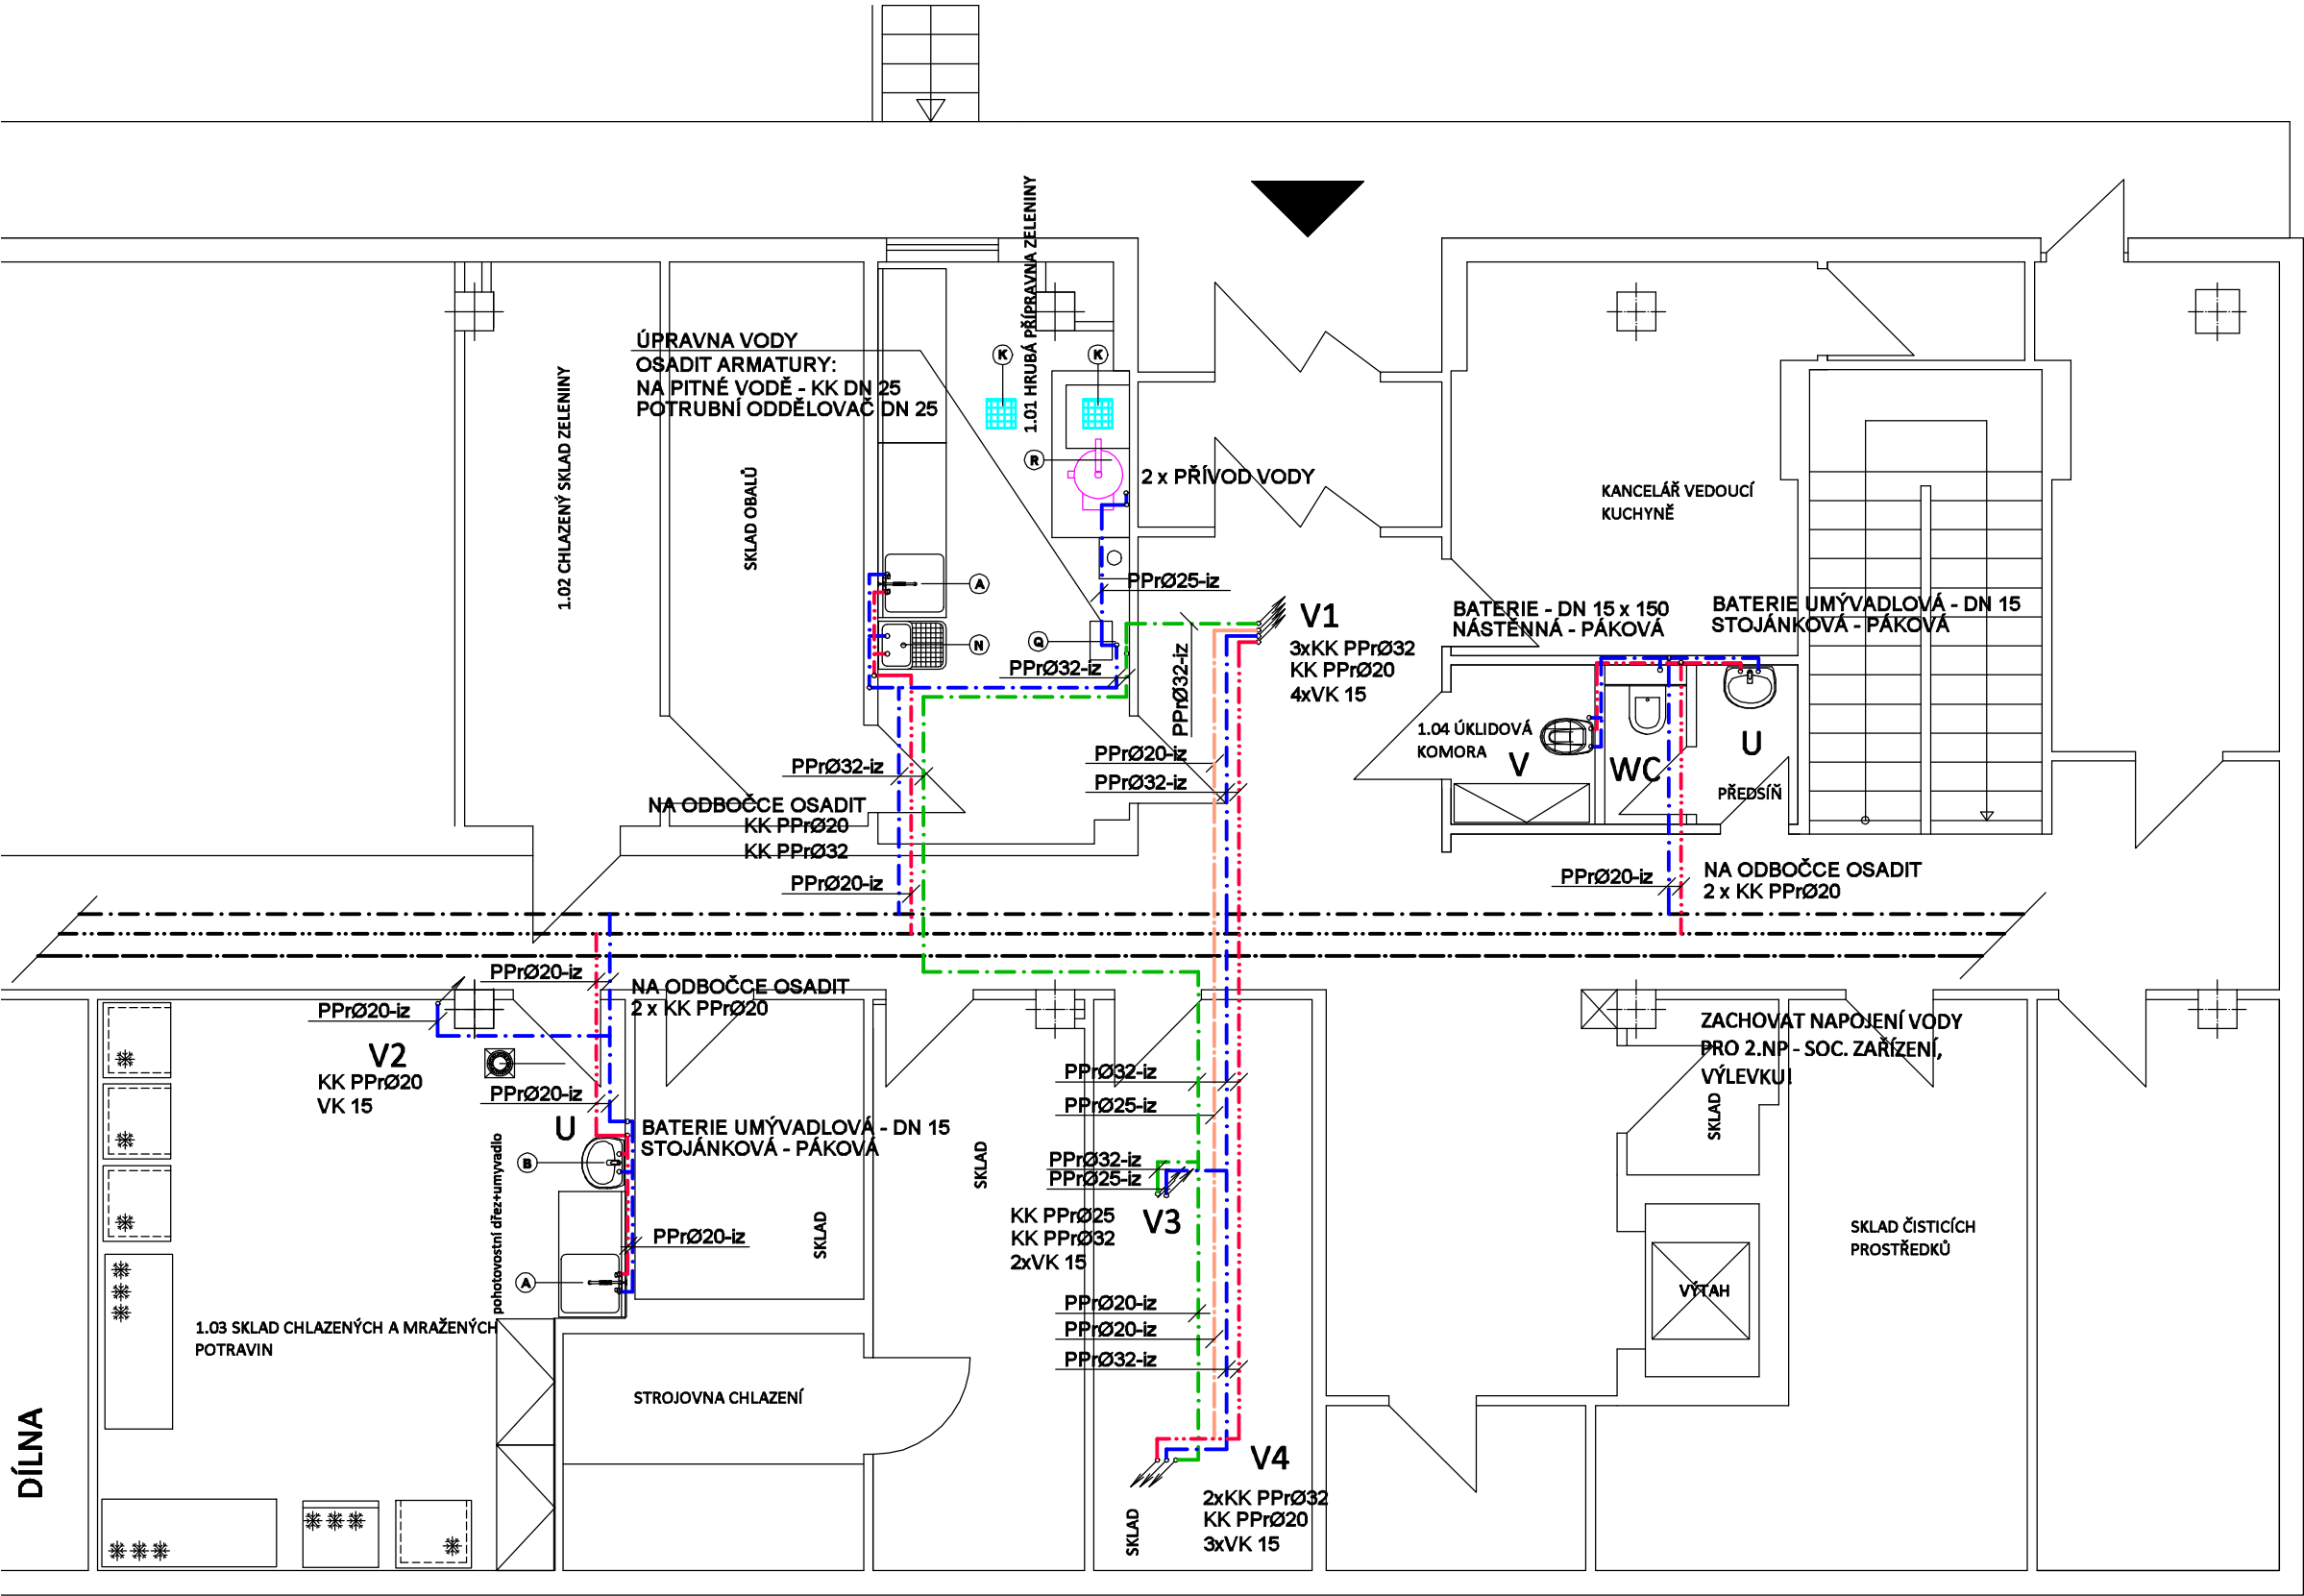 1.01 HRUBÁ PŘÍPRAVNA ZELENINY
ÚPRAVNA VODY
OSADIT ARMATURY:
NA PITNÉ VODĚ - KK DN 25
POTRUBNÍ ODDĚLOVAČ DN 25
K
K
R
2 x PŘÍVOD VODY
1.02 CHLAZENÝ SKLAD ZELENINY
SKLAD OBALŮ
KANCELÁŘ VEDOUCÍ
KUCHYNĚ
A
PPrØ25-iz
N
Q
PPrØ32-iz
PPrØ32-iz
V1
3xKK PPrØ32
KK PPrØ20
4xVK 15
BATERIE - DN 15 x 150
NÁSTĚNNÁ - PÁKOVÁ
BATERIE UMÝVADLOVÁ - DN 15
STOJÁNKOVÁ - PÁKOVÁ
1.04 ÚKLIDOVÁ
KOMORA
V
WC
U
PŘEDSÍŇ
PPrØ20-iz
PPrØ32-iz
PPrØ32-iz
NA ODBOČCE OSADIT
KK PPrØ20
KK PPrØ32
PPrØ20-iz
PPrØ20-iz
NA ODBOČCE OSADIT
2 x KK PPrØ20
PPrØ20-iz
NA ODBOČCE OSADIT
2 x KK PPrØ20
PPrØ20-iz
V2
KK PPrØ20
VK 15
PPrØ20-iz
U
BATERIE UMÝVADLOVÁ - DN 15
STOJÁNKOVÁ - PÁKOVÁ
B
pohotovostní dřez+umyvadlo
A
PPrØ20-iz
SKLAD
SKLAD
PPrØ32-iz
PPrØ25-iz
PPrØ32-iz
PPrØ25-iz
KK PPrØ25
KK PPrØ32
2xVK 15
V3
PPrØ20-iz
PPrØ20-iz
PPrØ32-iz
ZACHOVAT NAPOJENÍ VODY
PRO 2.NP - SOC. ZAŘÍZENÍ,
VÝLEVKU!
SKLAD
SKLAD ČISTICÍCH
PROSTŘEDKŮ
VÝTAH
1.03 SKLAD CHLAZENÝCH A MRAŽENÝCH
POTRAVIN
STROJOVNA CHLAZENÍ
DÍLNA
V4
2xKK PPrØ32
KK PPrØ20
3xVK 15
SKLAD